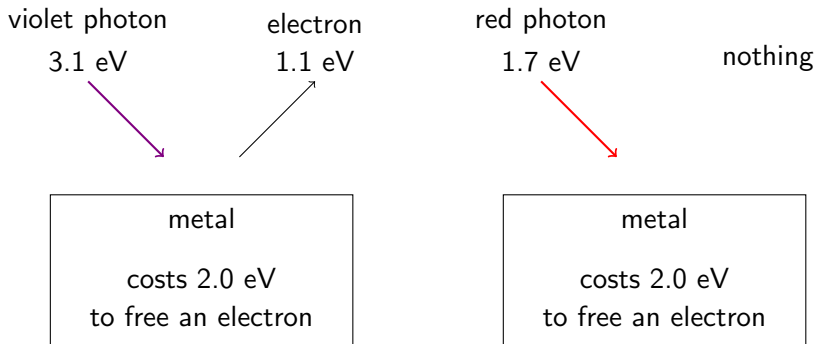 violet photon
3.1 eV
electron
1.1 eV
red photon
1.7 eV
nothing
metal
costs 2.0 eV
to free an electron
metal
costs 2.0 eV
to free an electron